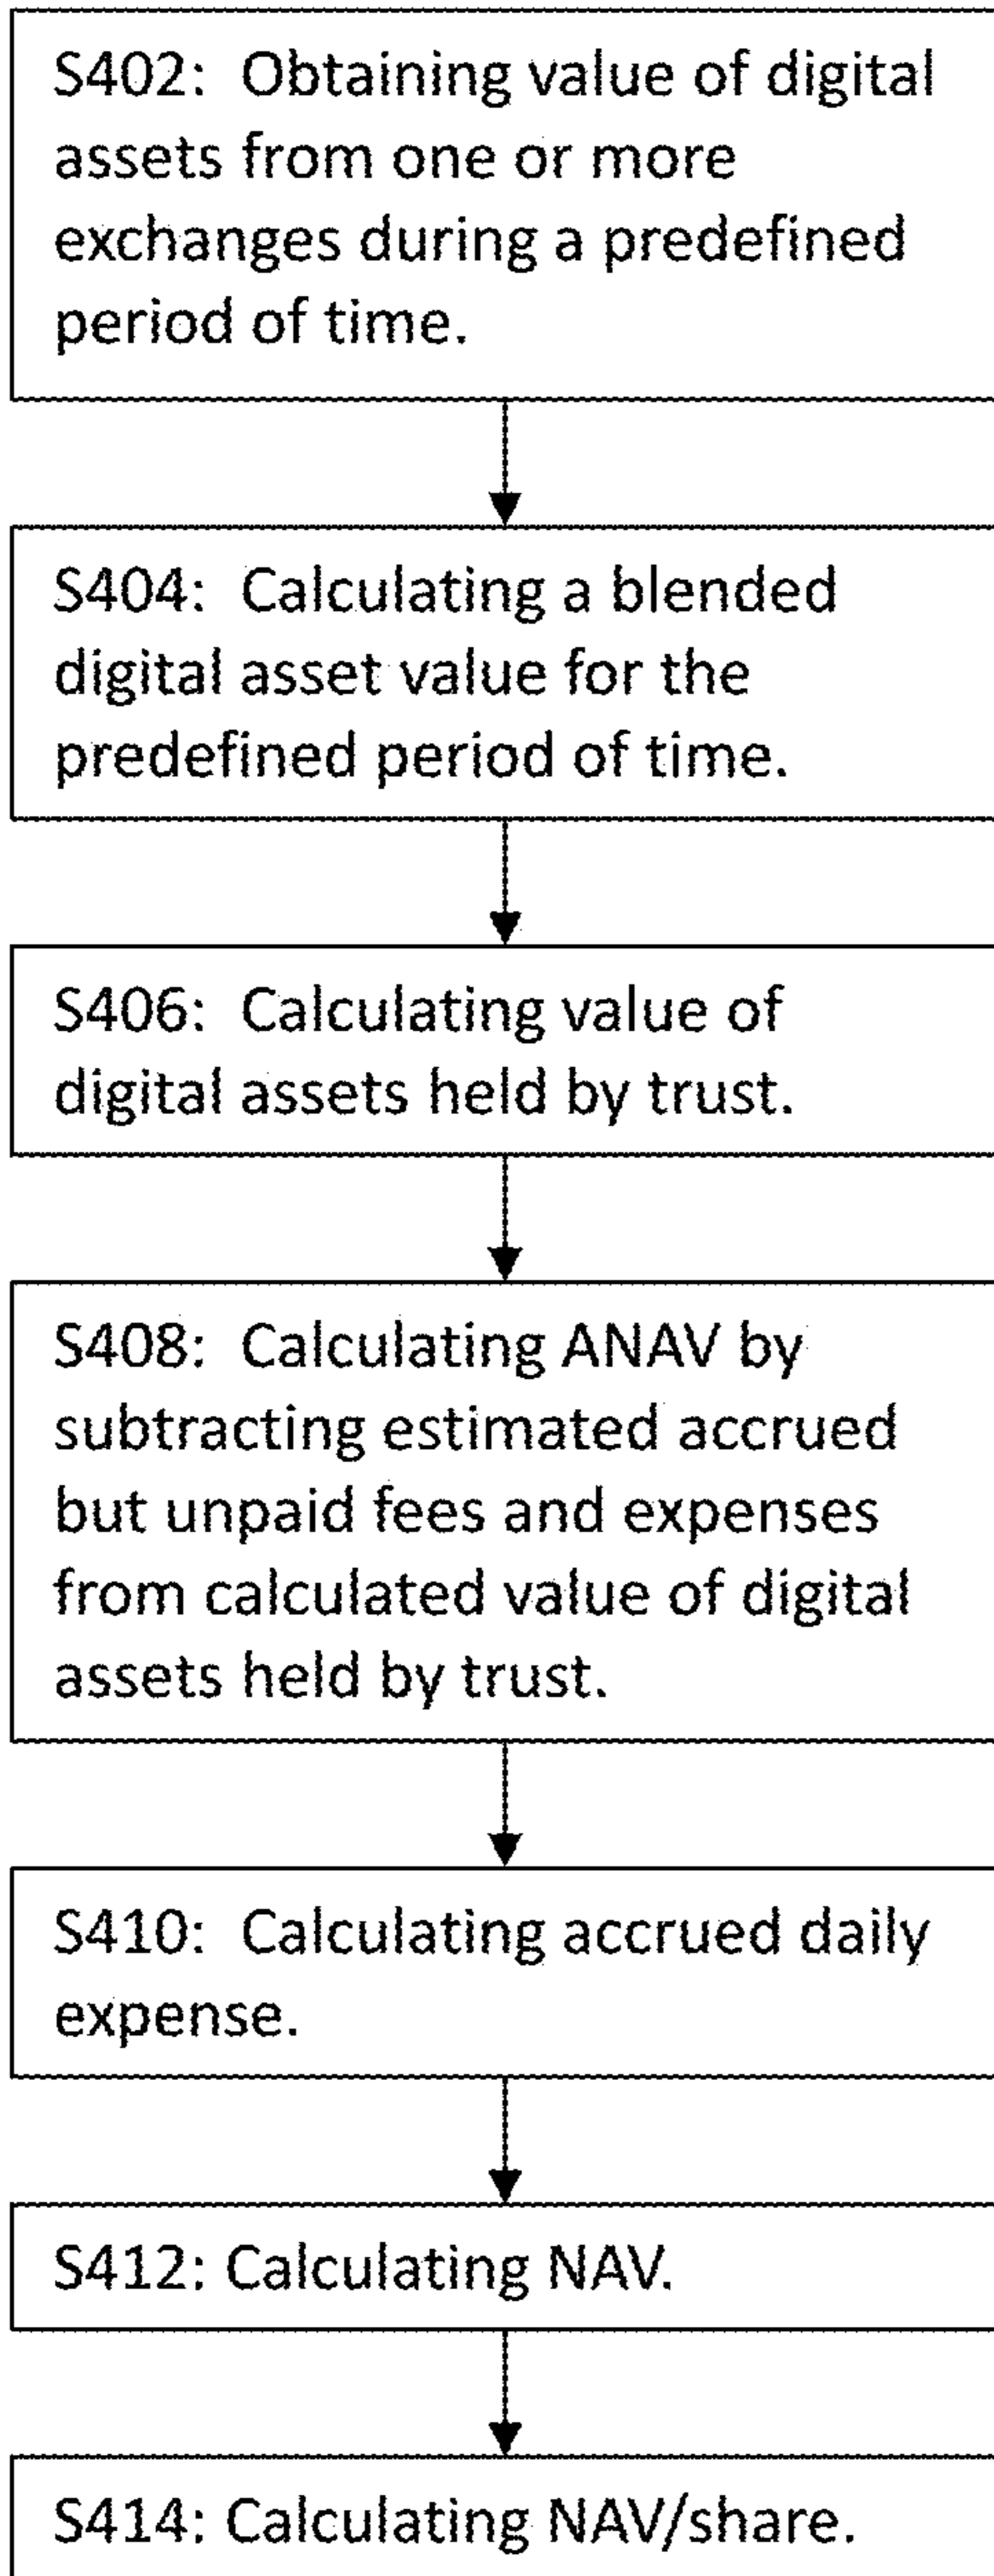 S402: Obtaining value of digital
assets from one or more
exchanges during a predefined
period of time.
S404: Calculating a blended
digital asset value for the
predefined period of time.
S406: Calculating value of
digital assets held by trust.
S408: Calculating ANAV by
subtracting estimated accrued
but unpaid fees and expenses
from calculated value of digital
assets held by trust.
S410: Calculating accrued daily
expense.
S412: Calculating NAV.
S414: Calculating NAV/share.